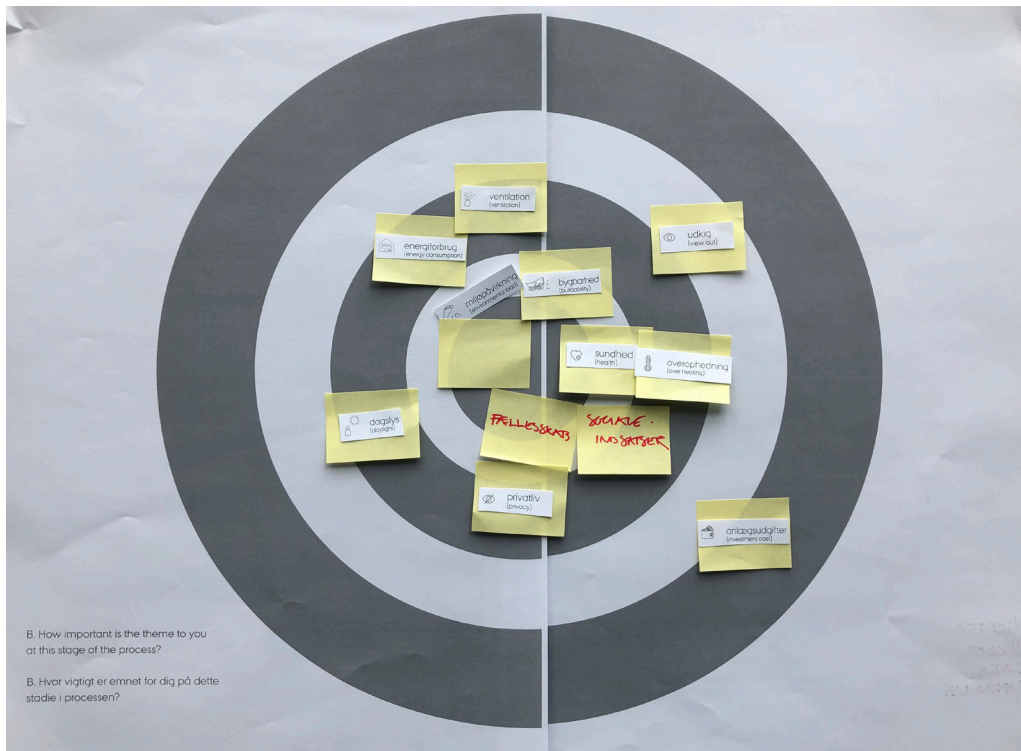 ventilation
(ventilation)
energiforbrug
(energy consumption)
udkig
(view out)
miljøpåvirkning
(environmental load)
bygbarhed
(buildability)
sundhed
(health)
overophedning
(over heating)
dagslys
(daylight)
FÆLLESSKAB
SOCIALE
INDSATSER
privatliv
(privacy)
anlægsudgifter
(investment cost)
B. How important is the theme to you
at this stage of the process?
B. Hvor vigtigt er emnet for dig på dette
stadie i processen?